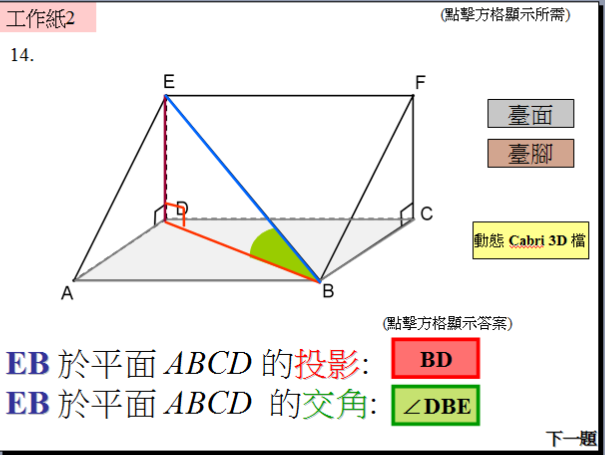 工作紙2
(點擊方格顯示所需)
14.
E
F
臺面
臺腳
D
C
動態 Cabri 3D 檔
A
B
(點擊方格顯示答案)
EB 於平面 ABCD 的投影: BD
EB 於平面 ABCD 的交角: ∠DBE
下一題